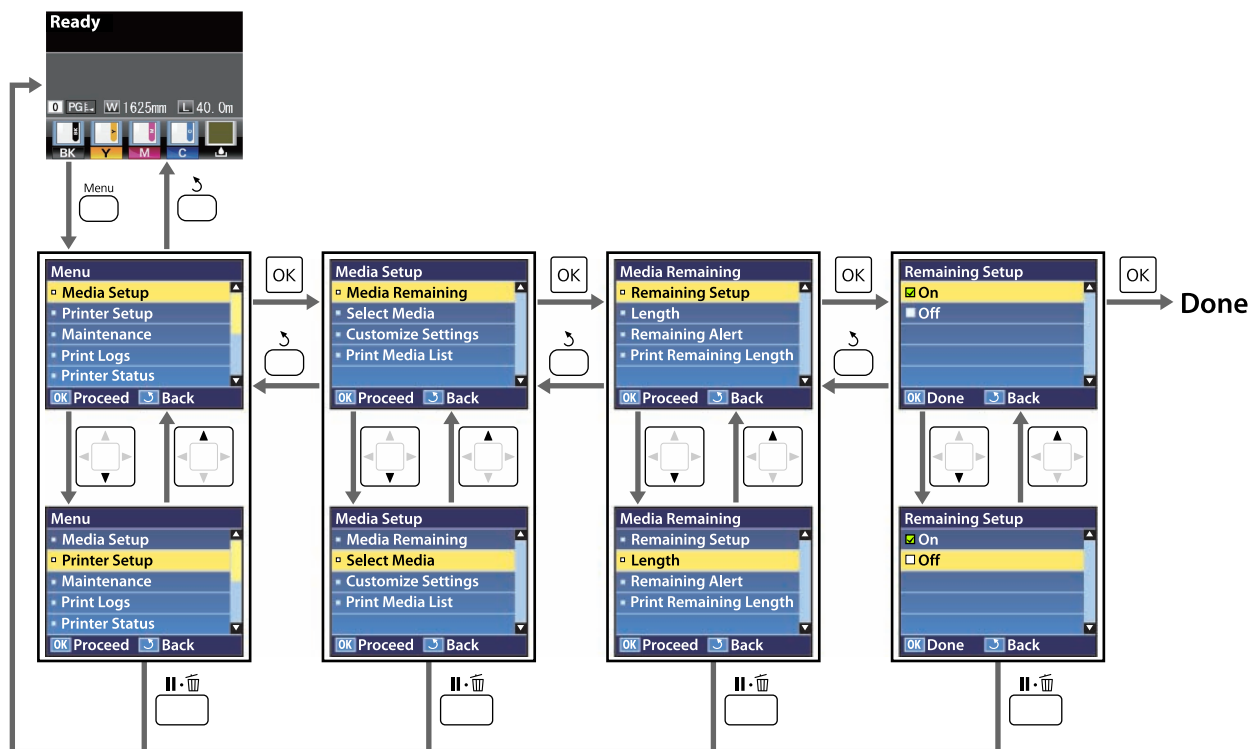 Ready
0 PG W 1625mm L 40.0m
BK Y M C
Menu
Menu
Media Setup
Printer Setup
Maintenance
Print Logs
Printer Status
OK Proceed Back
OK
Media Setup
Media Remaining
Select Media
Customize Settings
Print Media List
OK Proceed Back
OK
Media Remaining
Remaining Setup
Length
Remaining Alert
Print Remaining Length
OK Proceed Back
OK
Remaining Setup
On
Off
OK Done Back
OK
Done
Menu
Media Setup
Printer Setup
Maintenance
Print Logs
Printer Status
OK Proceed Back
Media Setup
Media Remaining
Select Media
Customize Settings
Print Media List
OK Proceed Back
Media Remaining
Remaining Setup
Length
Remaining Alert
Print Remaining Length
OK Proceed Back
Remaining Setup
On
Off
OK Done Back